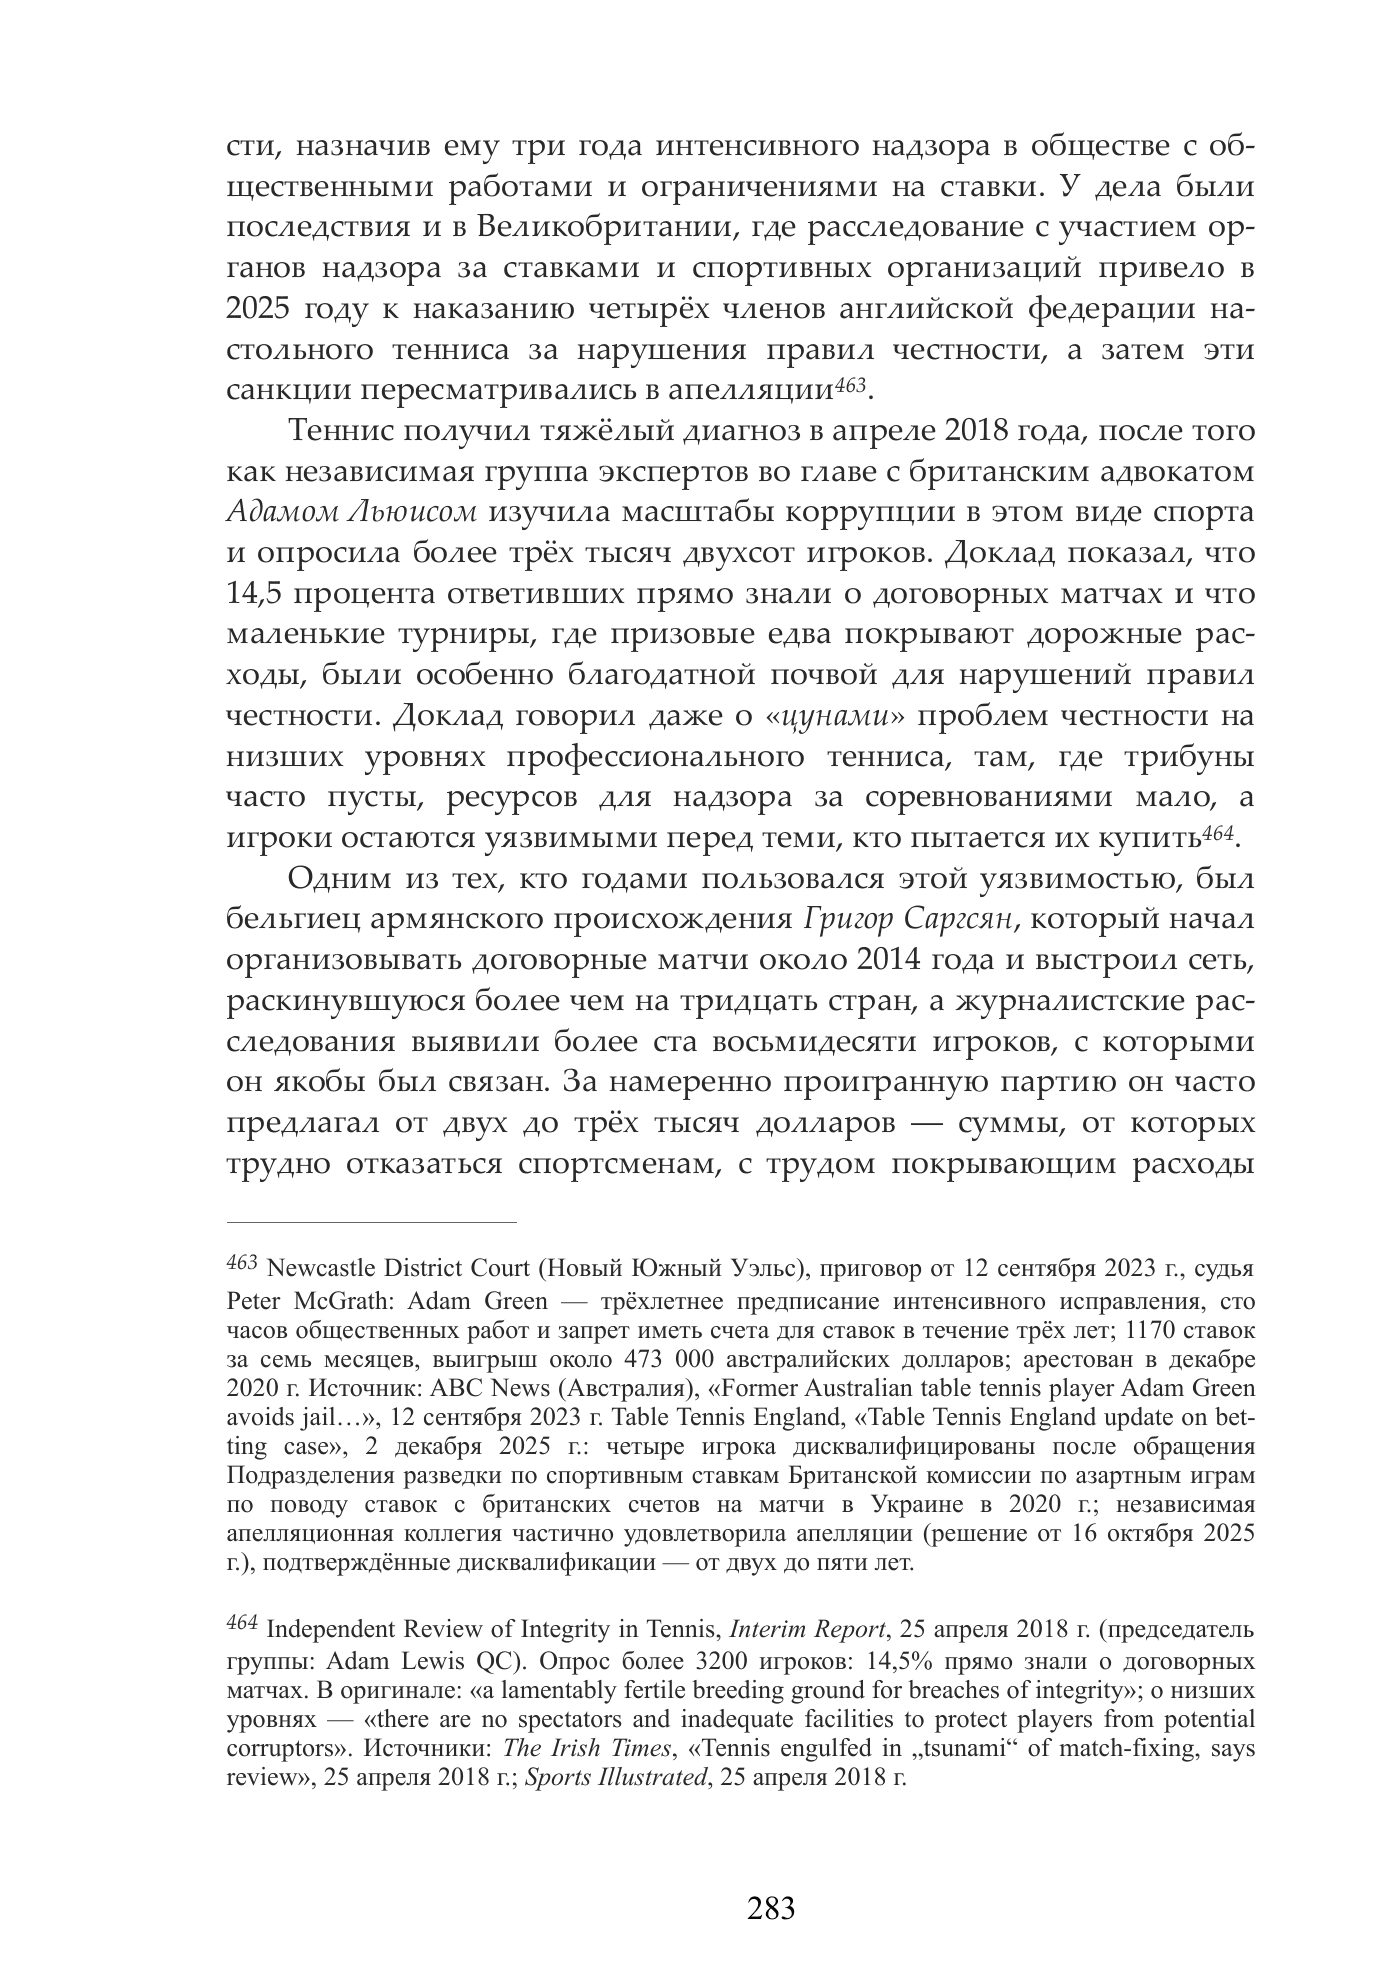 сти, назначив ему три года интенсивного надзора в обществе с об-
щественными работами и ограничениями на ставки. У дела были
последствия и в Великобритании, где расследование с участием ор-
ганов надзора за ставками и спортивных организаций привело в
2025 году к наказанию четырёх членов английской федерации на-
стольного тенниса за нарушения правил честности, а затем эти
санкции пересматривались в апелляции463.
Теннис получил тяжёлый диагноз в апреле 2018 года, после того
как независимая группа экспертов во главе с британским адвокатом
Адамом Льюисом изучила масштабы коррупции в этом виде спорта
и опросила более трёх тысяч двухсот игроков. Доклад показал, что
14,5 процента ответивших прямо знали о договорных матчах и что
маленькие турниры, где призовые едва покрывают дорожные рас-
ходы, были особенно благодатной почвой для нарушений правил
честности. Доклад говорил даже о «цунами» проблем честности на
низших уровнях профессионального тенниса, там, где трибуны
часто пусты, ресурсов для надзора за соревнованиями мало, а
игроки остаются уязвимыми перед теми, кто пытается их купить464.
Одним из тех, кто годами пользовался этой уязвимостью, был
бельгиец армянского происхождения Григор Саргсян, который начал
организовывать договорные матчи около 2014 года и выстроил сеть,
раскинувшуюся более чем на тридцать стран, а журналистские рас-
следования выявили более ста восьмидесяти игроков, с которыми
он якобы был связан. За намеренно проигранную партию он часто
предлагал от двух до трёх тысяч долларов — суммы, от которых
трудно отказаться спортсменам, с трудом покрывающим расходы
463 Newcastle District Court (Новый Южный Уэльс), приговор от 12 сентября 2023 г., судья
Peter McGrath: Adam Green — трёхлетнее предписание интенсивного исправления, сто
часов общественных работ и запрет иметь счета для ставок в течение трёх лет; 1170 ставок
за семь месяцев, выигрыш около 473 000 австралийских долларов; арестован в декабре
2020 г. Источник: ABC News (Австралия), «Former Australian table tennis player Adam Green
avoids jail…», 12 сентября 2023 г. Table Tennis England, «Table Tennis England update on bet-
ting case», 2 декабря 2025 г.: четыре игрока дисквалифицированы после обращения
Подразделения разведки по спортивным ставкам Британской комиссии по азартным играм
по поводу ставок с британских счетов на матчи в Украине в 2020 г.; независимая
апелляционная коллегия частично удовлетворила апелляции (решение от 16 октября 2025
г.), подтверждённые дисквалификации — от двух до пяти лет.
464 Independent Review of Integrity in Tennis, Interim Report, 25 апреля 2018 г. (председатель
группы: Adam Lewis QC). Опрос более 3200 игроков: 14,5% прямо знали о договорных
матчах. В оригинале: «a lamentably fertile breeding ground for breaches of integrity»; о низших
уровнях — «there are no spectators and inadequate facilities to protect players from potential
corruptors». Источники: The Irish Times, «Tennis engulfed in „tsunami“ of match-fixing, says
review», 25 апреля 2018 г.; Sports Illustrated, 25 апреля 2018 г.
283